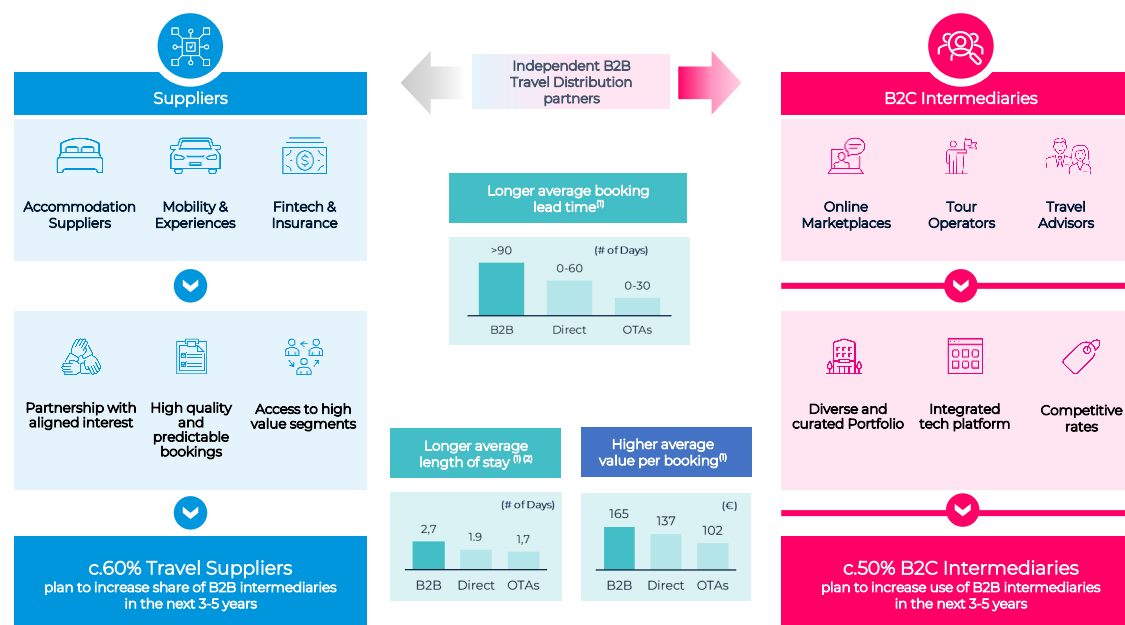 Suppliers
Accommodation
Suppliers
Mobility &
Experiences
Fintech &
Insurance
Partnership with
aligned interest
High quality
and
predictable
bookings
Access to high
value segments
c.60% Travel Suppliers
plan to increase share of B2B intermediaries
in the next 3-5 years
Independent B2B
Travel Distribution
partners
Longer average booking
lead time(1)
(# of Days)
>90
0-60
0-30
B2B
Direct
OTAs
Longer average
length of stay (1) (2)
(# of Days)
2,7
1.9
1,7
B2B
Direct
OTAs
Higher average
value per booking(1)
(€)
165
137
102
B2B
Direct
OTAs
B2C Intermediaries
Online
Marketplaces
Tour
Operators
Travel
Advisors
Diverse and
curated Portfolio
Integrated
tech platform
Competitive
rates
c.50% B2C Intermediaries
plan to increase use of B2B intermediaries
in the next 3-5 years